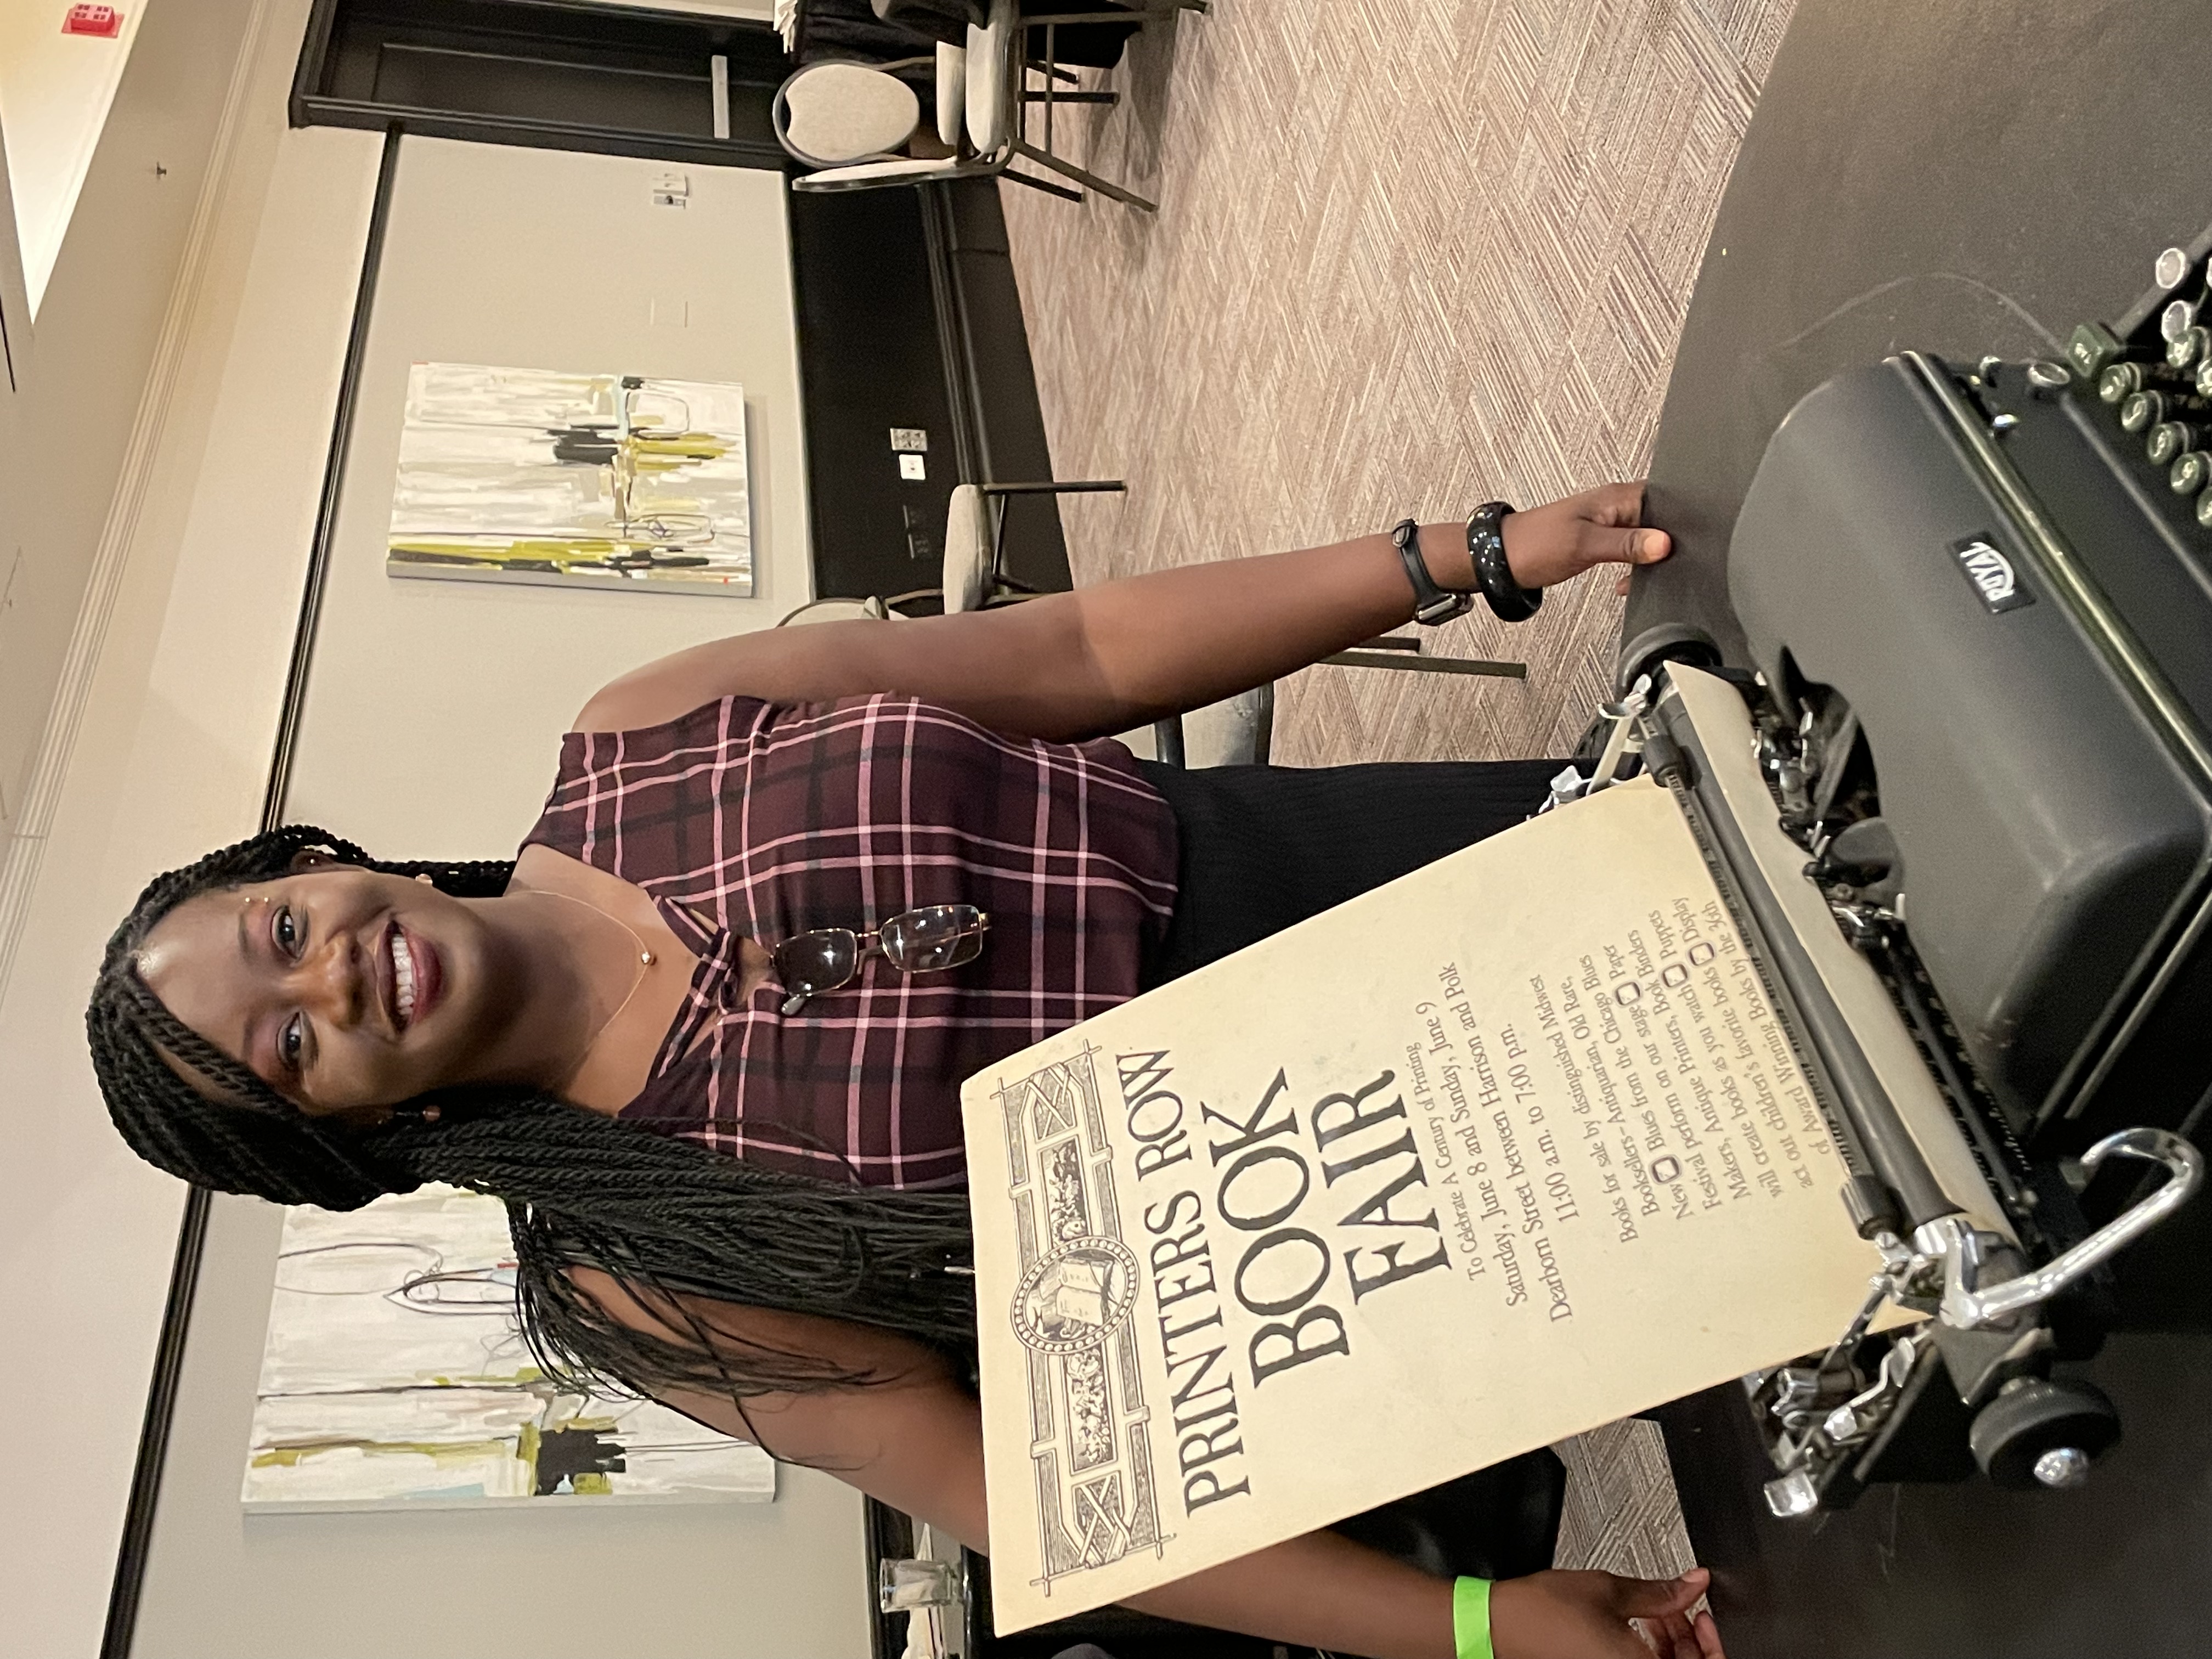 PRINTERS ROW
BOOK
FAIR
To Celebrate A Century of Printing
Saturday, June 8 and Sunday, June 9
Dearborn Street between Harrison and Polk
11:00 a.m. to 7:00 p.m.
Books for sale by distinguished Midwest
Booksellers–Antiquarian, Old Rare,
New Blues from the Chicago Blues
Festival perform on our stage Paper
Makers, Antique Printers, Book Binders
will create books as you watch Puppets
act out children's favorite books Display
of Award Winning Books by the 36th
ROYAL
TAB